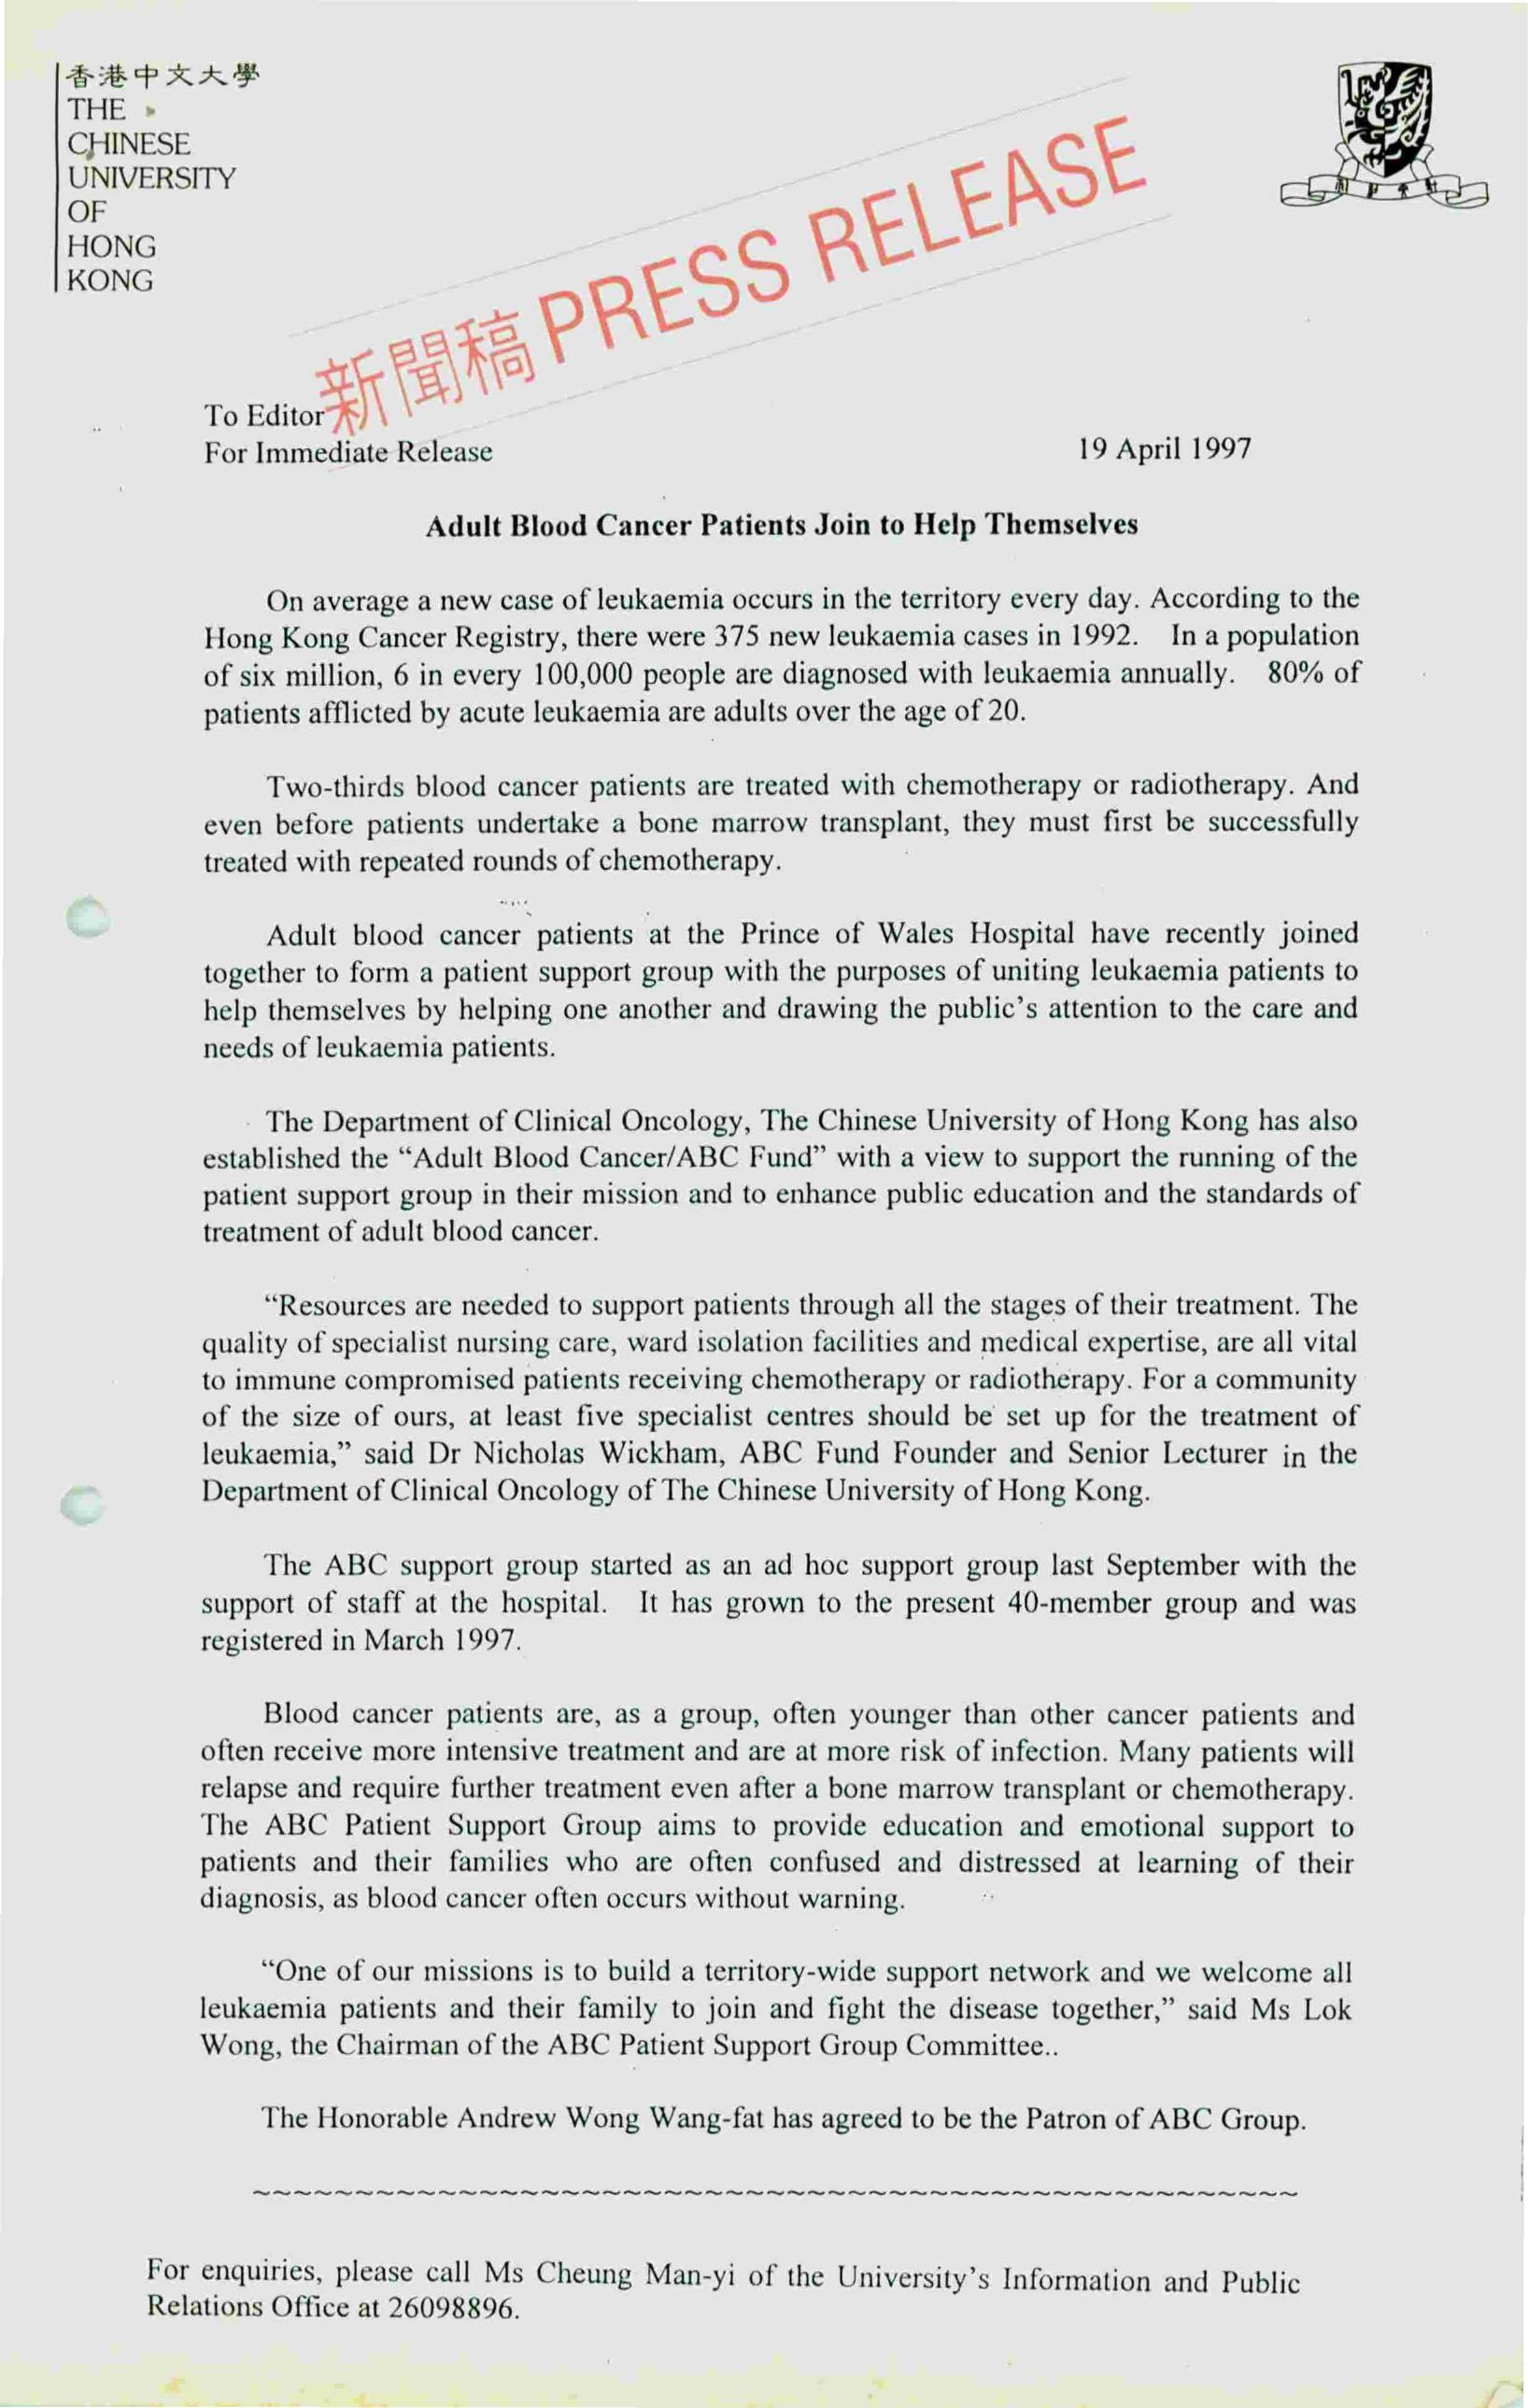 香港中文大學
THE
CHINESE
UNIVERSITY
OF
HONG
KONG
新聞稿 PRESS RELEASE
To Editor
For Immediate Release
19 April 1997
Adult Blood Cancer Patients Join to Help Themselves
On average a new case of leukaemia occurs in the territory every day. According to the
Hong Kong Cancer Registry, there were 375 new leukaemia cases in 1992. In a population
of six million, 6 in every 100,000 people are diagnosed with leukaemia annually. 80% of
patients afflicted by acute leukaemia are adults over the age of 20.
Two-thirds blood cancer patients are treated with chemotherapy or radiotherapy. And
even before patients undertake a bone marrow transplant, they must first be successfully
treated with repeated rounds of chemotherapy.
Adult blood cancer patients at the Prince of Wales Hospital have recently joined
together to form a patient support group with the purposes of uniting leukaemia patients to
help themselves by helping one another and drawing the public's attention to the care and
needs of leukaemia patients.
The Department of Clinical Oncology, The Chinese University of Hong Kong has also
established the “Adult Blood Cancer/ABC Fund” with a view to support the running of the
patient support group in their mission and to enhance public education and the standards of
treatment of adult blood cancer.
“Resources are needed to support patients through all the stages of their treatment. The
quality of specialist nursing care, ward isolation facilities and medical expertise, are all vital
to immune compromised patients receiving chemotherapy or radiotherapy. For a community
of the size of ours, at least five specialist centres should be set up for the treatment of
leukaemia,” said Dr Nicholas Wickham, ABC Fund Founder and Senior Lecturer in the
Department of Clinical Oncology of The Chinese University of Hong Kong.
The ABC support group started as an ad hoc support group last September with the
support of staff at the hospital. It has grown to the present 40-member group and was
registered in March 1997.
Blood cancer patients are, as a group, often younger than other cancer patients and
often receive more intensive treatment and are at more risk of infection. Many patients will
relapse and require further treatment even after a bone marrow transplant or chemotherapy.
The ABC Patient Support Group aims to provide education and emotional support to
patients and their families who are often confused and distressed at learning of their
diagnosis, as blood cancer often occurs without warning.
“One of our missions is to build a territory-wide support network and we welcome all
leukaemia patients and their family to join and fight the disease together,” said Ms Lok
Wong, the Chairman of the ABC Patient Support Group Committee..
The Honorable Andrew Wong Wang-fat has agreed to be the Patron of ABC Group.
~~~~~~~~~~~~~~~~~~~~~~~~~~~~~~~~~~~~~~~~~~~~~~~~~~~
For enquiries, please call Ms Cheung Man-yi of the University's Information and Public
Relations Office at 26098896.